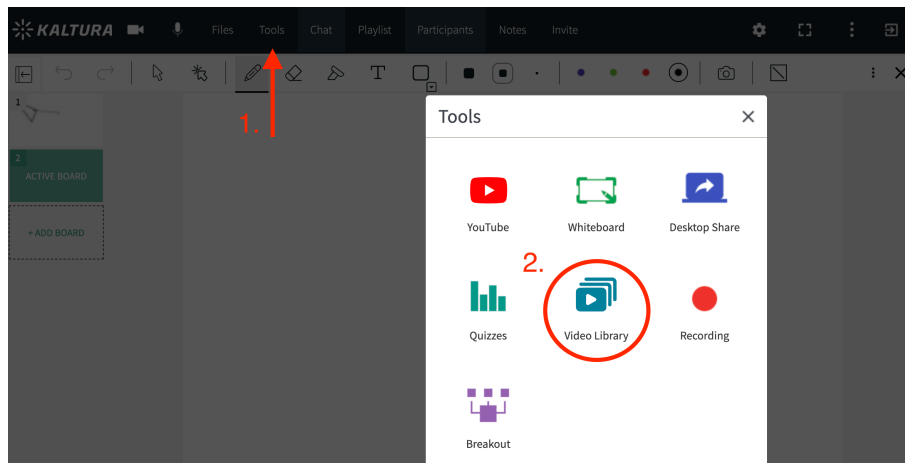 KALTURA Files Tools Chat Playlist Participants Notes Invite
T
1
1.
2
ACTIVE BOARD
+ ADD BOARD
Tools
YouTube Whiteboard Desktop Share
2.
Quizzes Video Library Recording
Breakout